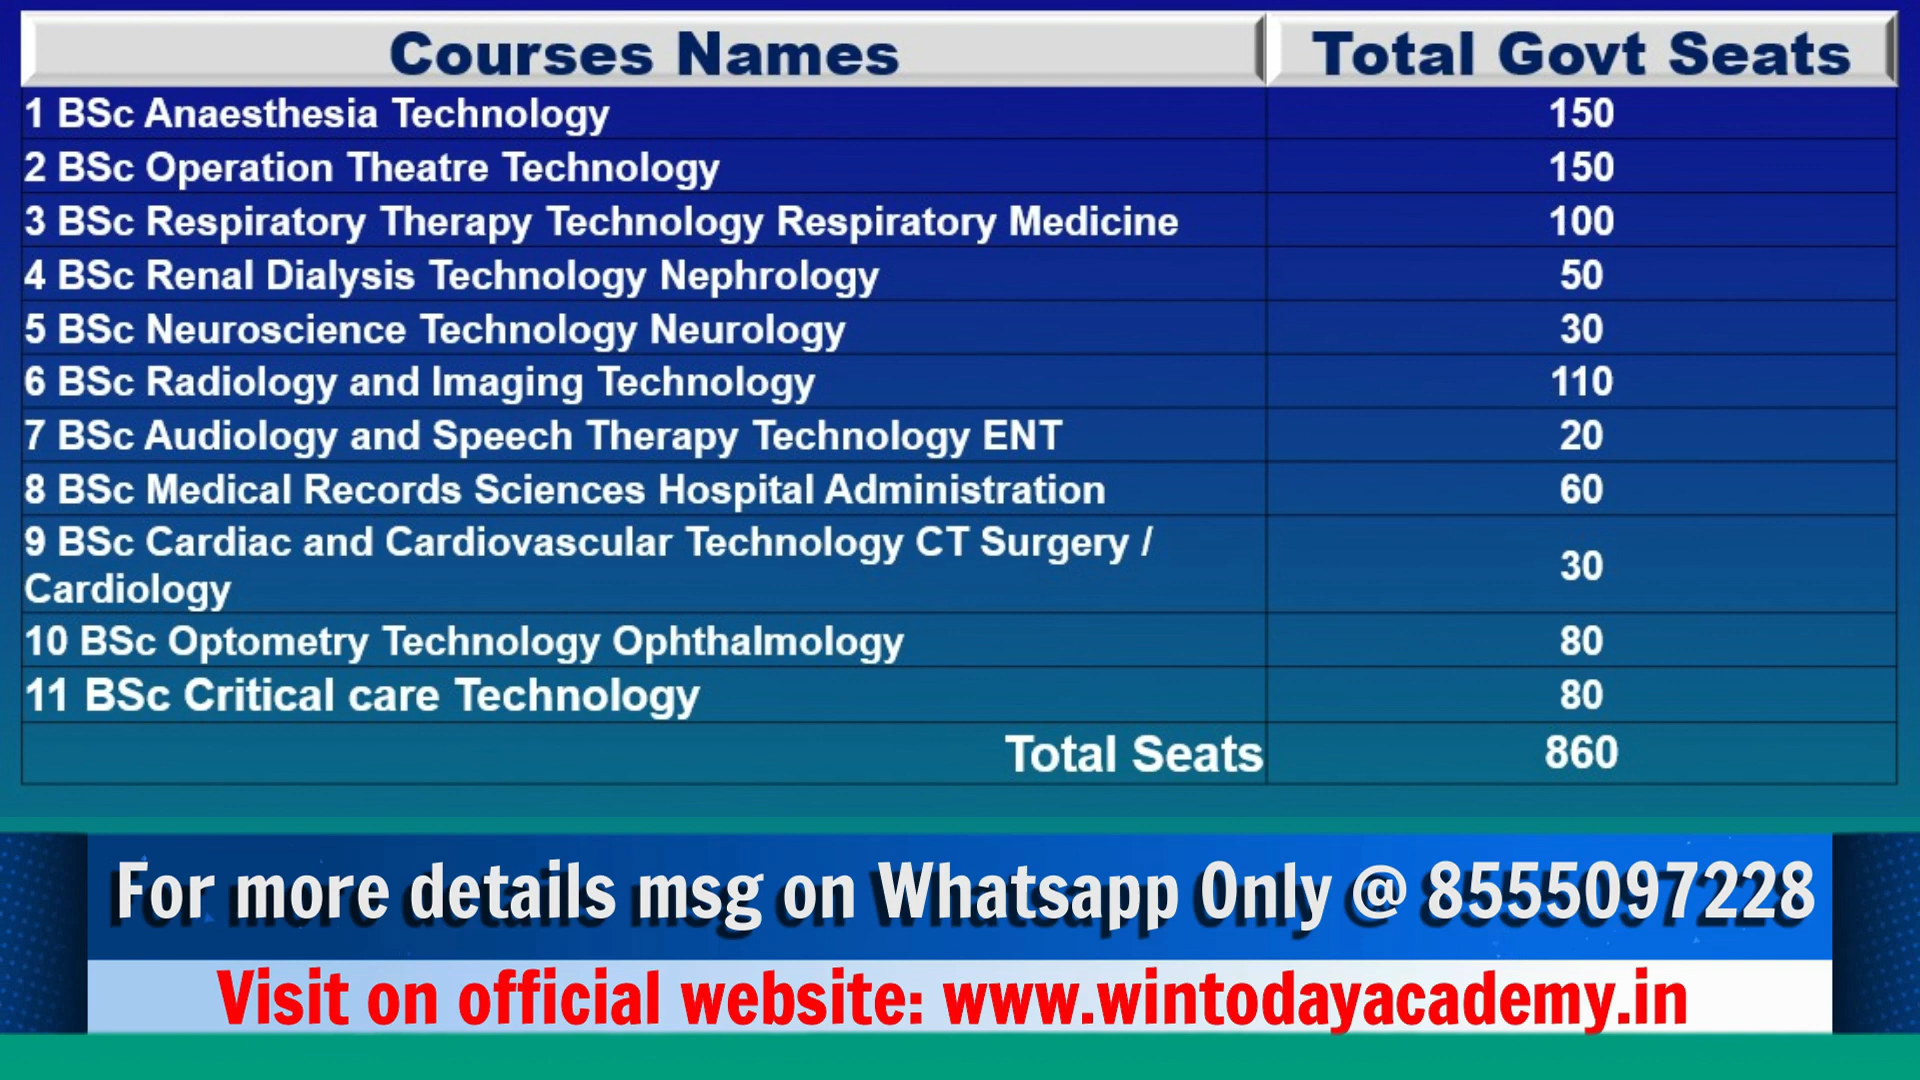 Courses Names Total Govt Seats
1 BSc Anaesthesia Technology 150
2 BSc Operation Theatre Technology 150
3 BSc Respiratory Therapy Technology Respiratory Medicine 100
4 BSc Renal Dialysis Technology Nephrology 50
5 BSc Neuroscience Technology Neurology 30
6 BSc Radiology and Imaging Technology 110
7 BSc Audiology and Speech Therapy Technology ENT 20
8 BSc Medical Records Sciences Hospital Administration 60
9 BSc Cardiac and Cardiovascular Technology CT Surgery /
Cardiology 30
10 BSc Optometry Technology Ophthalmology 80
11 BSc Critical care Technology 80
Total Seats 860
For more details msg on Whatsapp Only @ 8555097228
Visit on official website: www.wintodayacademy.in